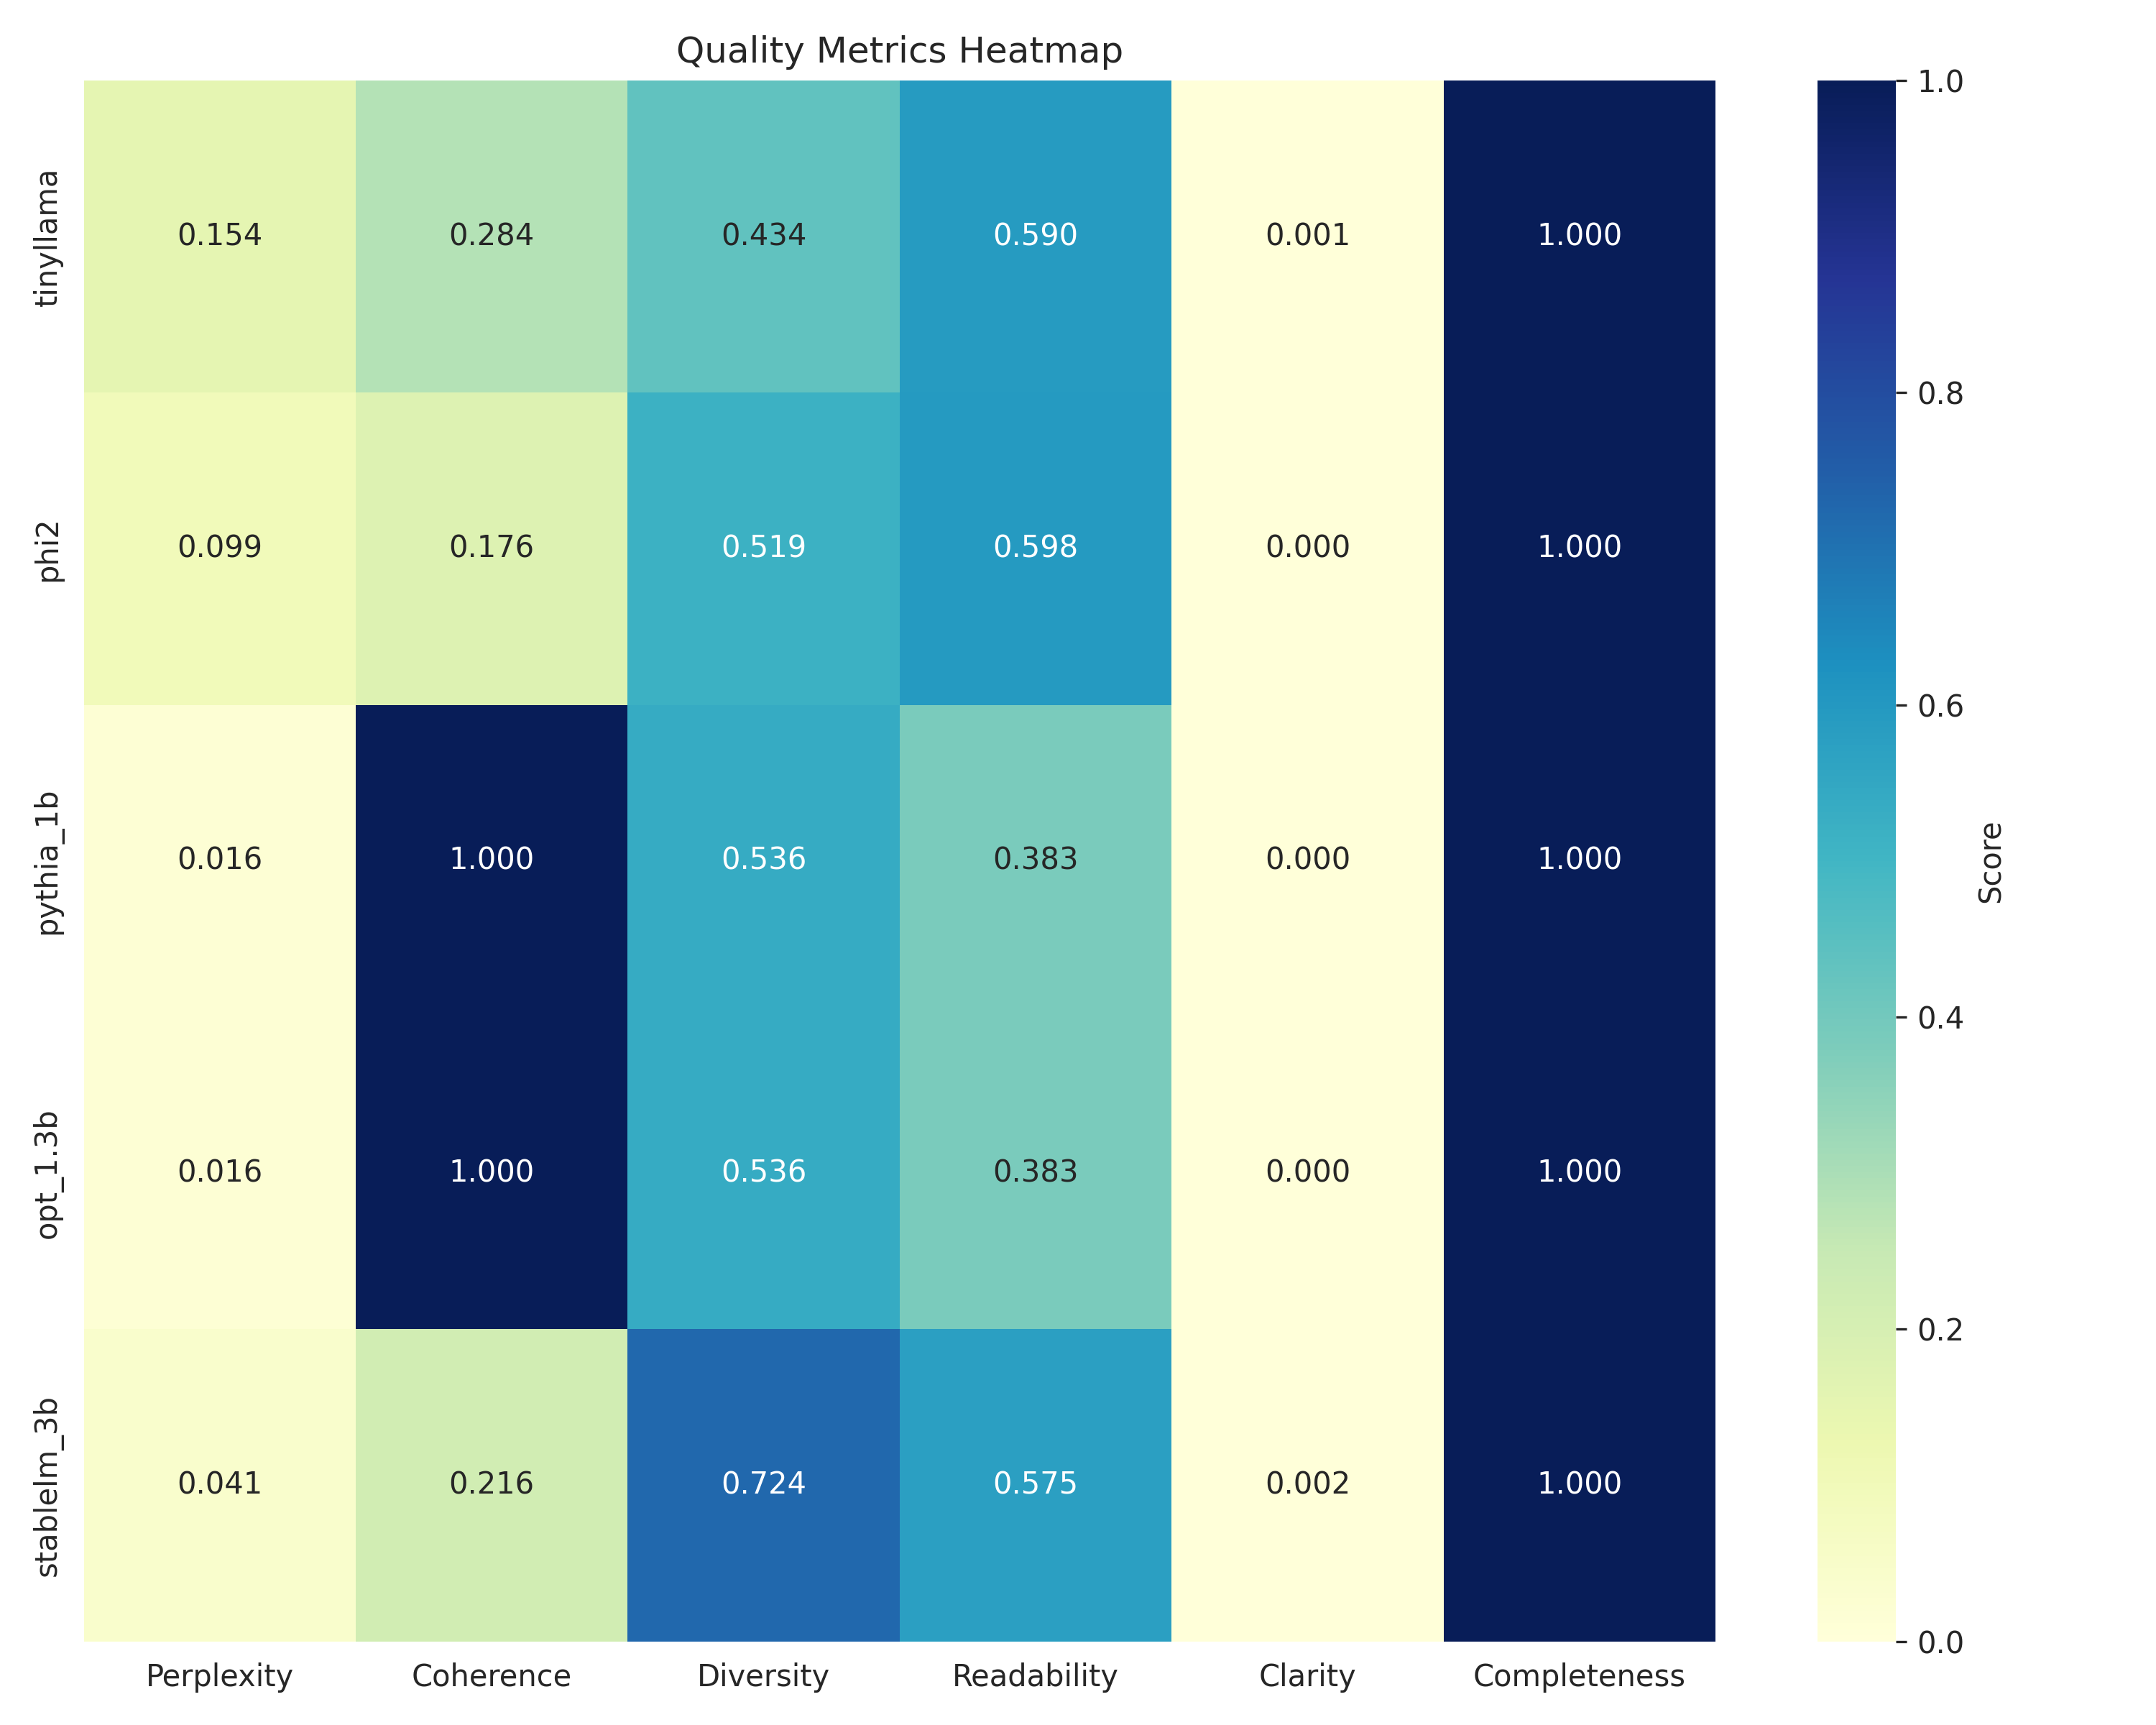 Quality Metrics Heatmap
tinyllama 0.154 0.284 0.434 0.590 0.001 1.000
phi2 0.099 0.176 0.519 0.598 0.000 1.000
pythia_1b 0.016 1.000 0.536 0.383 0.000 1.000
opt_1.3b 0.016 1.000 0.536 0.383 0.000 1.000
stablelm_3b 0.041 0.216 0.724 0.575 0.002 1.000
Perplexity Coherence Diversity Readability Clarity Completeness
1.0
0.8
0.6
0.4
0.2
0.0
Score